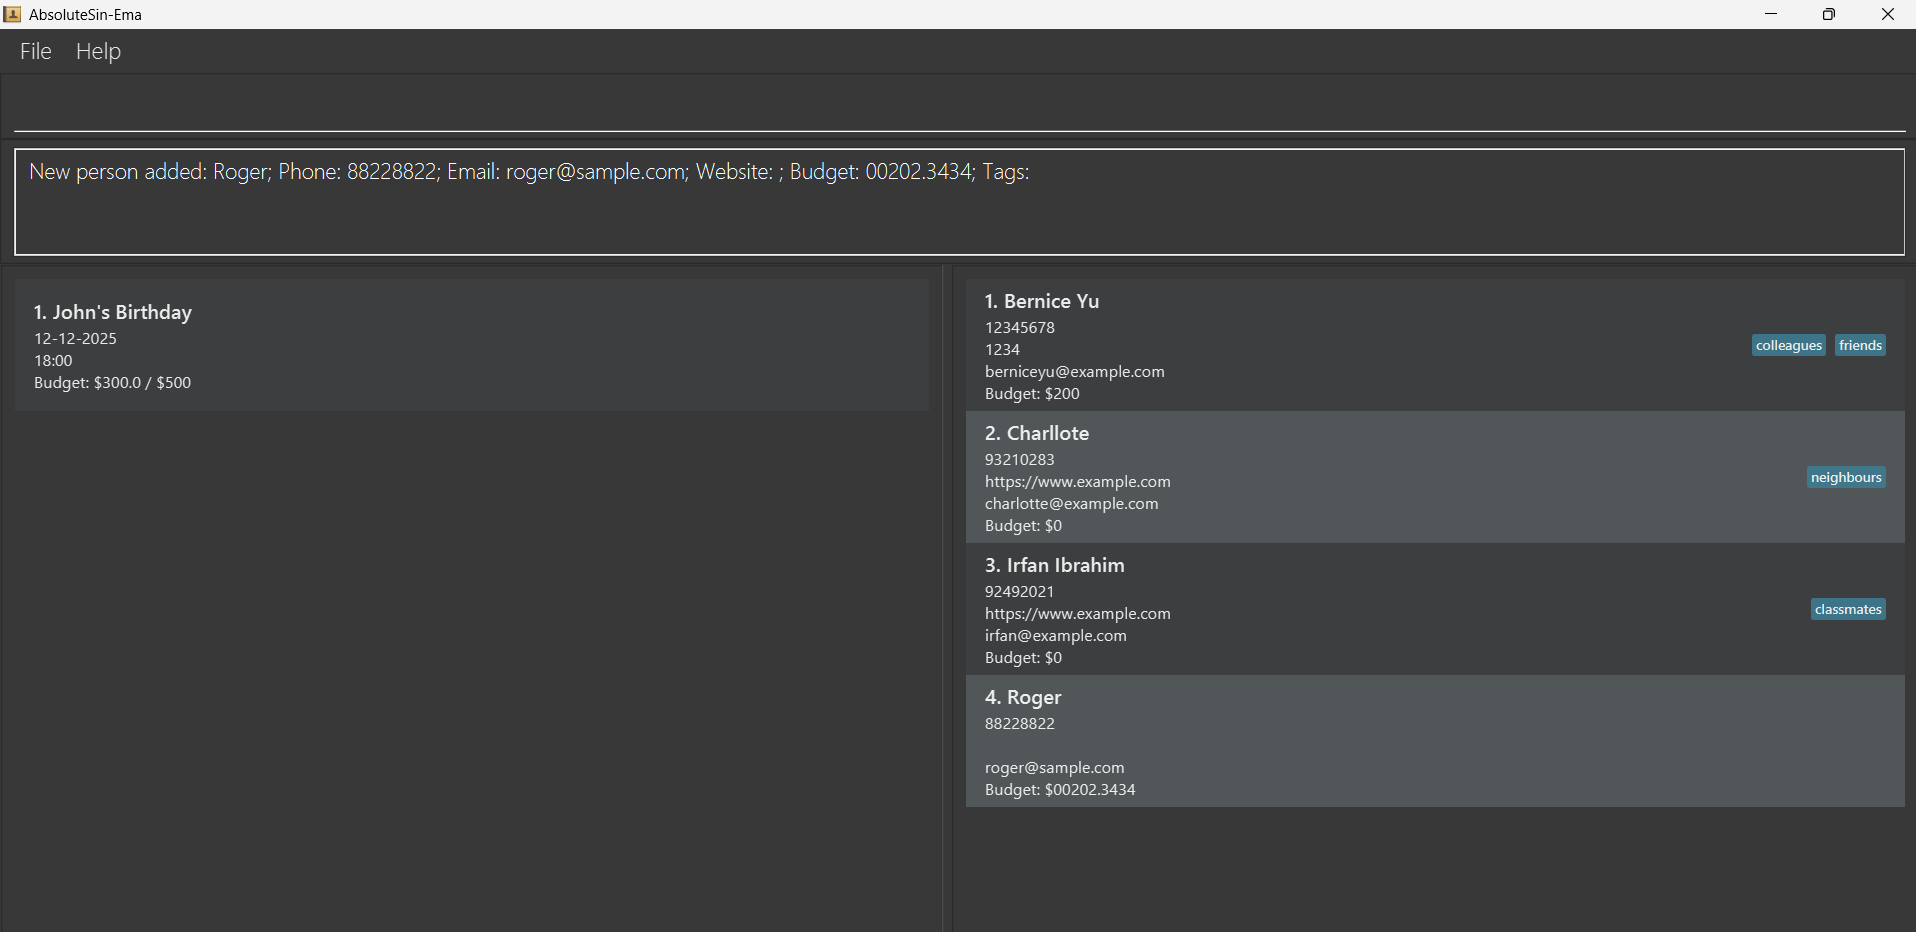 AbsoluteSin-Ema
File Help
New person added: Roger; Phone: 88228822; Email: roger@sample.com; Website: ; Budget: 00202.3434; Tags:
1. John's Birthday
12-12-2025
18:00
Budget: $300.0 / $500
1. Bernice Yu
12345678
1234
berniceyu@example.com
Budget: $200
colleagues friends
2. Charllote
93210283
https://www.example.com
charlotte@example.com
Budget: $0
neighbours
3. Irfan Ibrahim
92492021
https://www.example.com
irfan@example.com
Budget: $0
classmates
4. Roger
88228822
roger@sample.com
Budget: $00202.3434